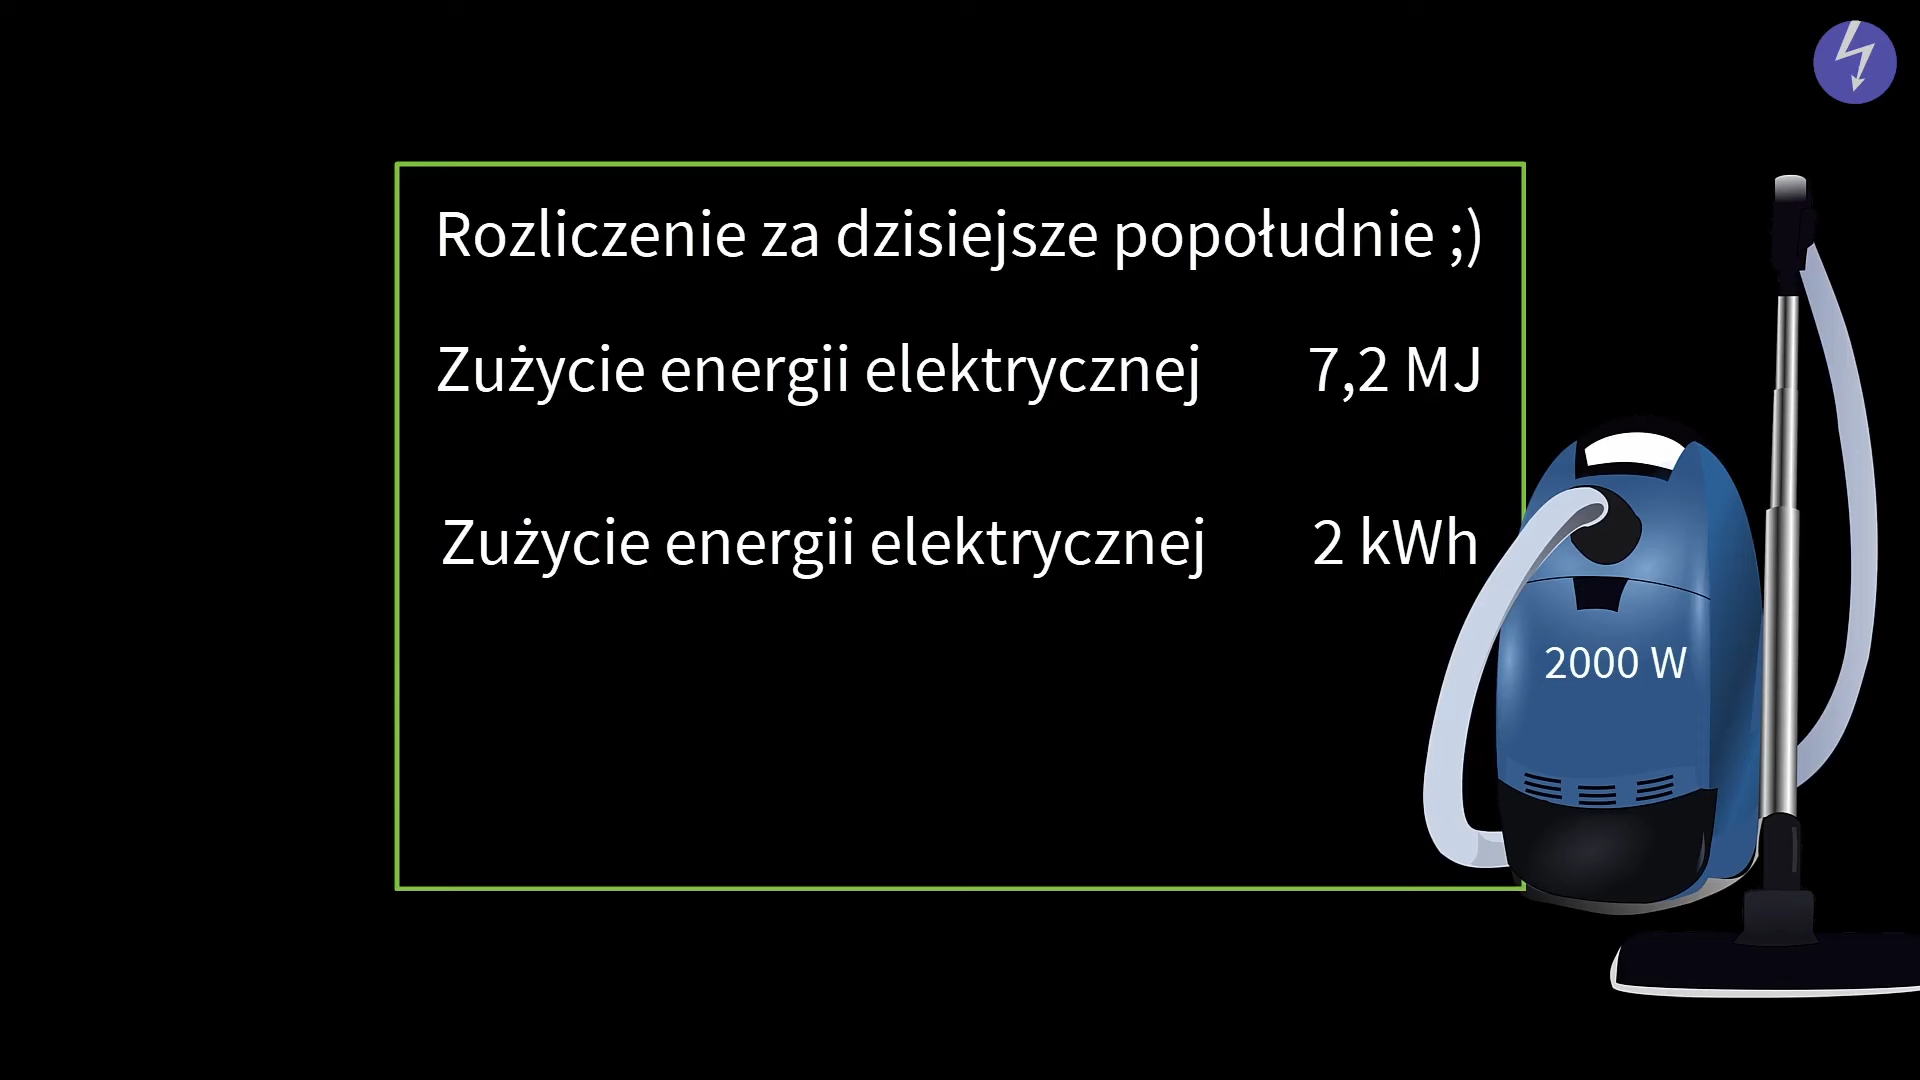 Rozliczenie za dzisiejsze popołudnie ;)
Zużycie energii elektrycznej 7,2 MJ
Zużycie energii elektrycznej 2 kWh
2000 W